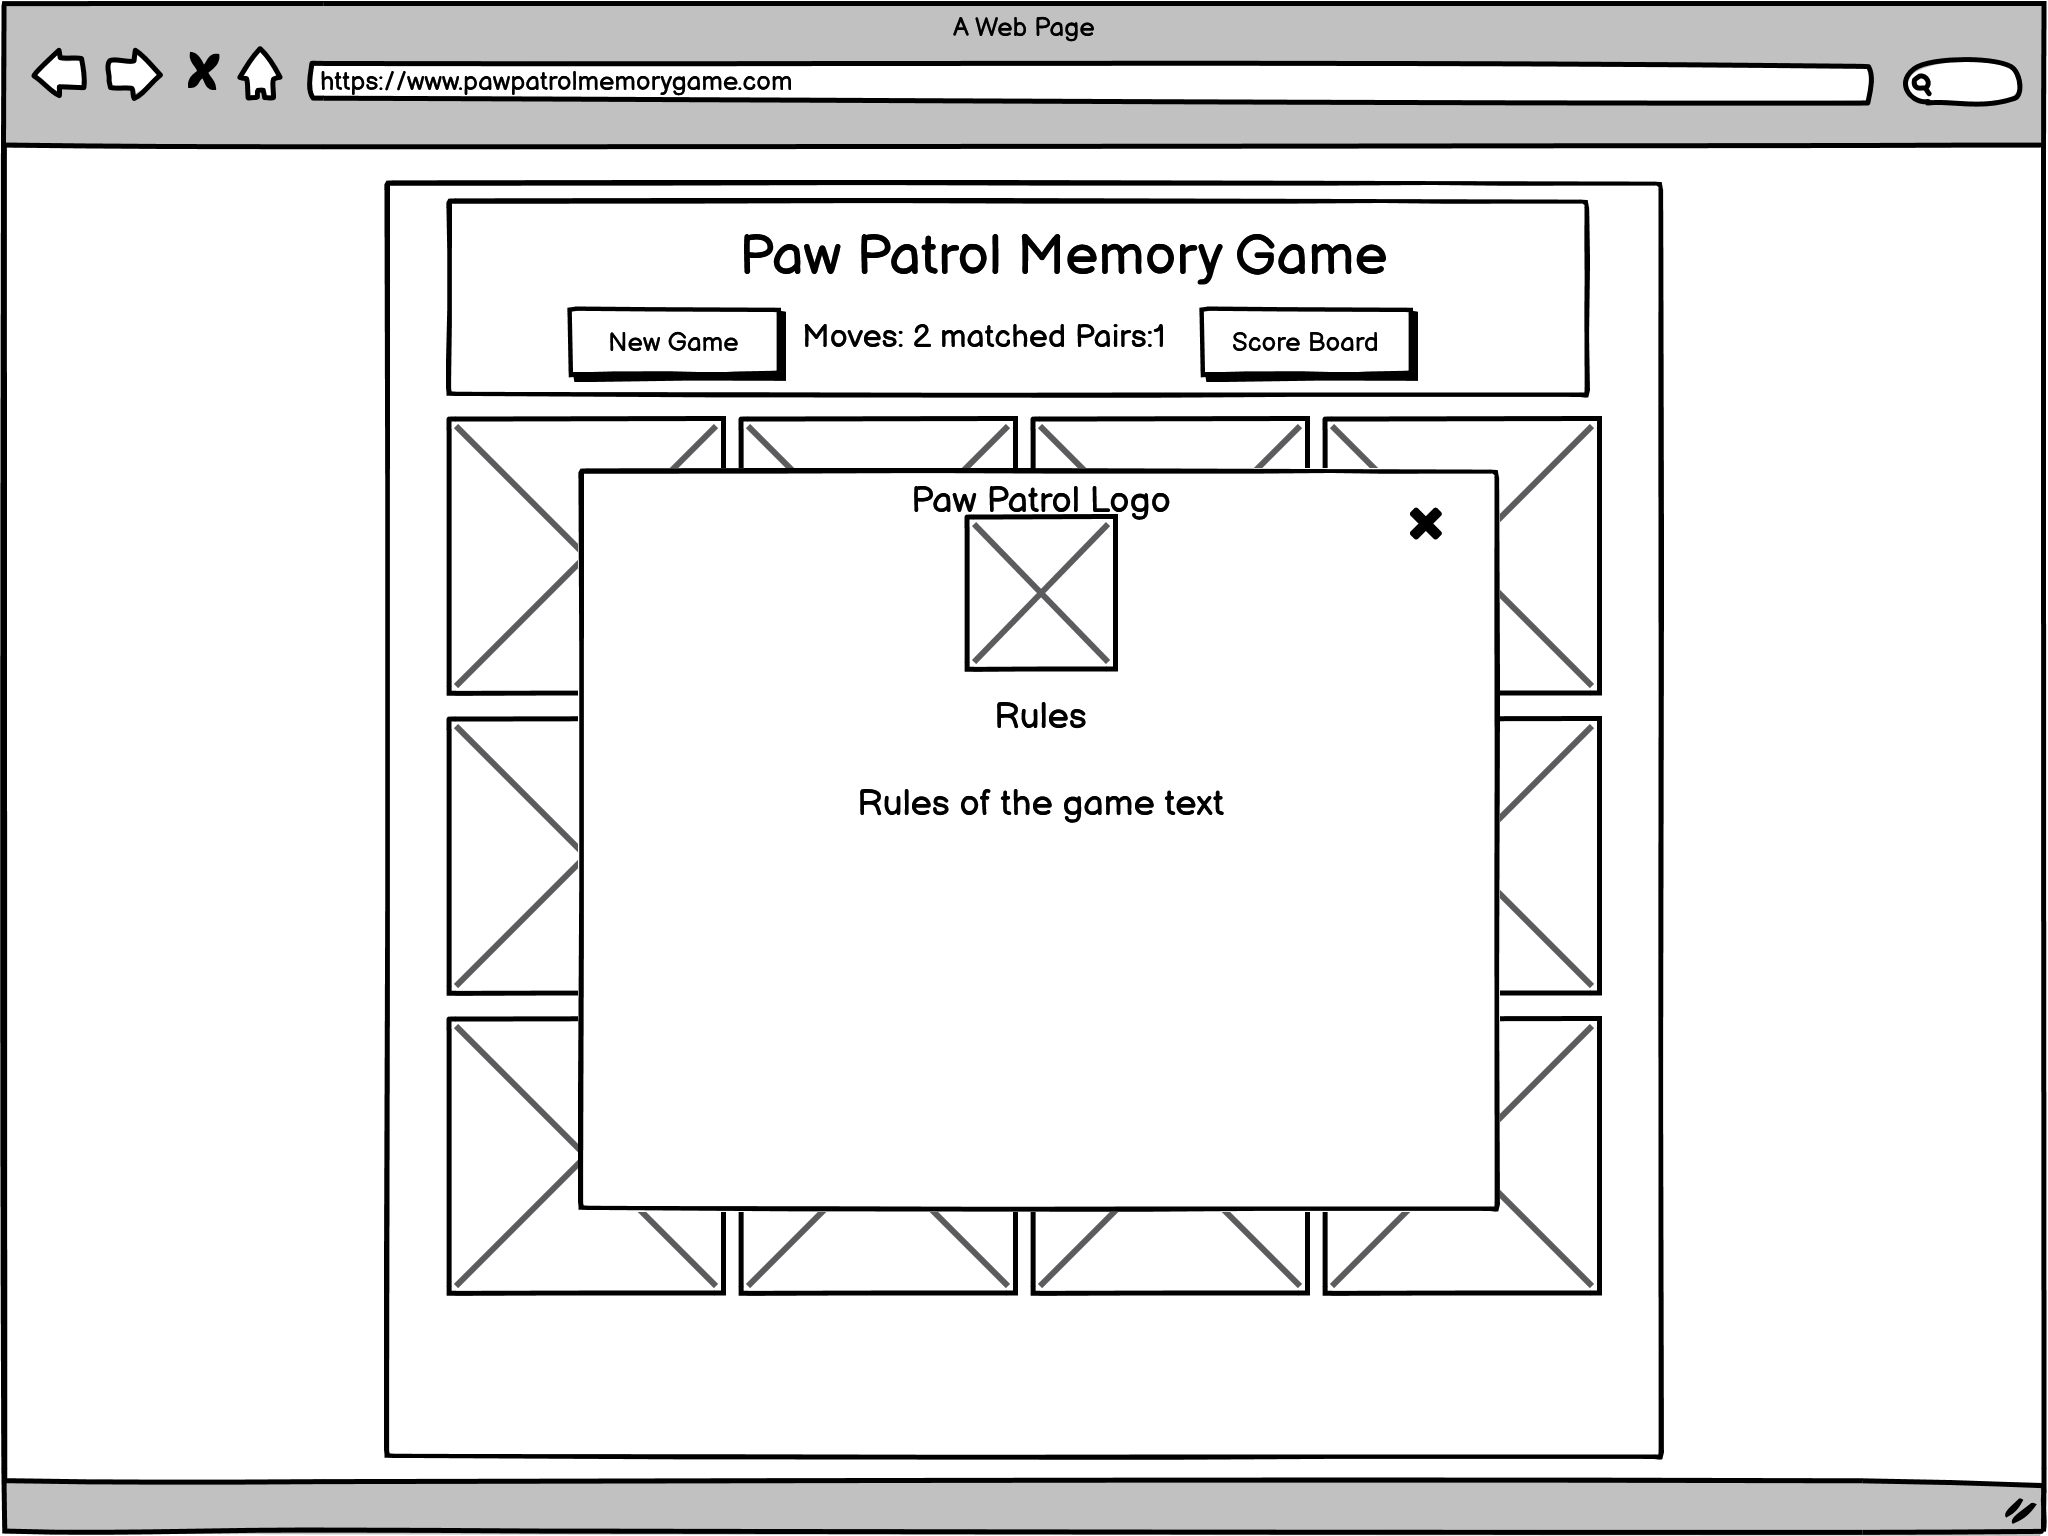 A Web Page
https://www.pawpatrolmemorygame.com
Paw Patrol Memory Game
New Game
Moves: 2 matched Pairs:1
Score Board
Paw Patrol Logo
Rules
Rules of the game text